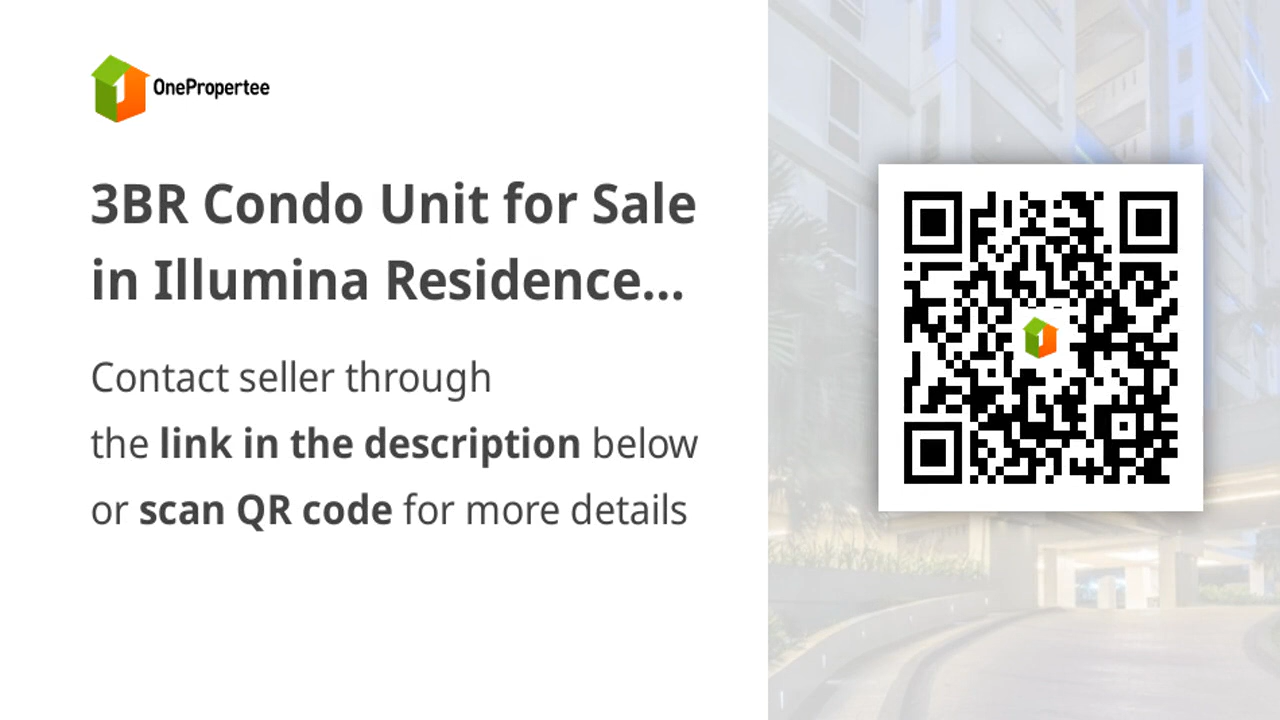 OnePropertee
3BR Condo Unit for Sale
in Illumina Residence...
Contact seller through
the link in the description below
or scan QR code for more details